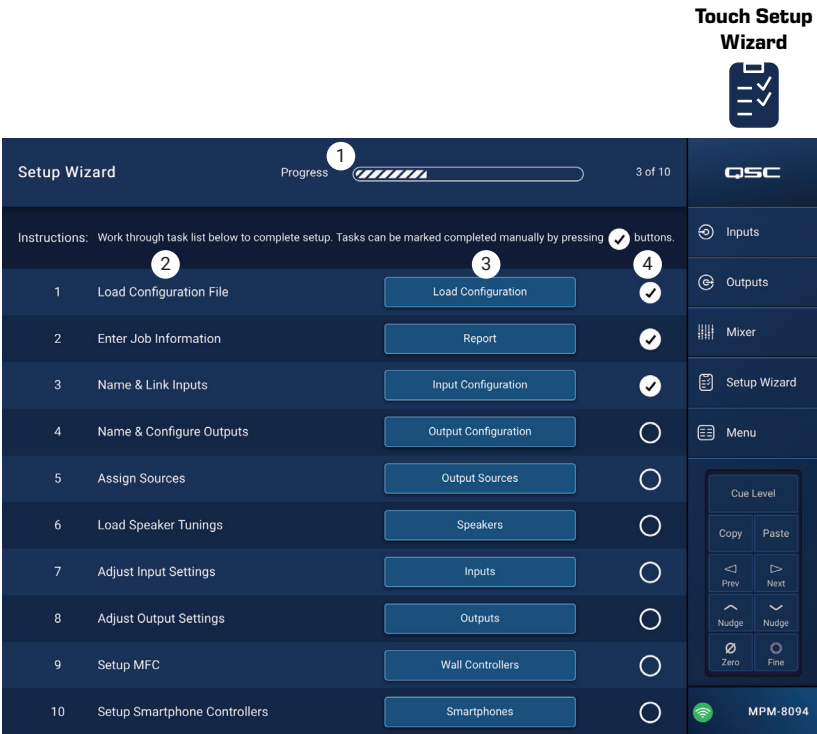 Touch Setup
Wizard
Setup Wizard
Progress
1
3 of 10
QSC
Instructions: Work through task list below to complete setup. Tasks can be marked completed manually by pressing buttons.
2
3
4
1 Load Configuration File Load Configuration
2 Enter Job Information Report
3 Name & Link Inputs Input Configuration
4 Name & Configure Outputs Output Configuration
5 Assign Sources Output Sources
6 Load Speaker Tunings Speakers
7 Adjust Input Settings Inputs
8 Adjust Output Settings Outputs
9 Setup MFC Wall Controllers
10 Setup Smartphone Controllers Smartphones
Inputs
Outputs
Mixer
Setup Wizard
Menu
Cue Level
Copy Paste
Prev Next
Nudge Nudge
Zero Fine
MPM-8094